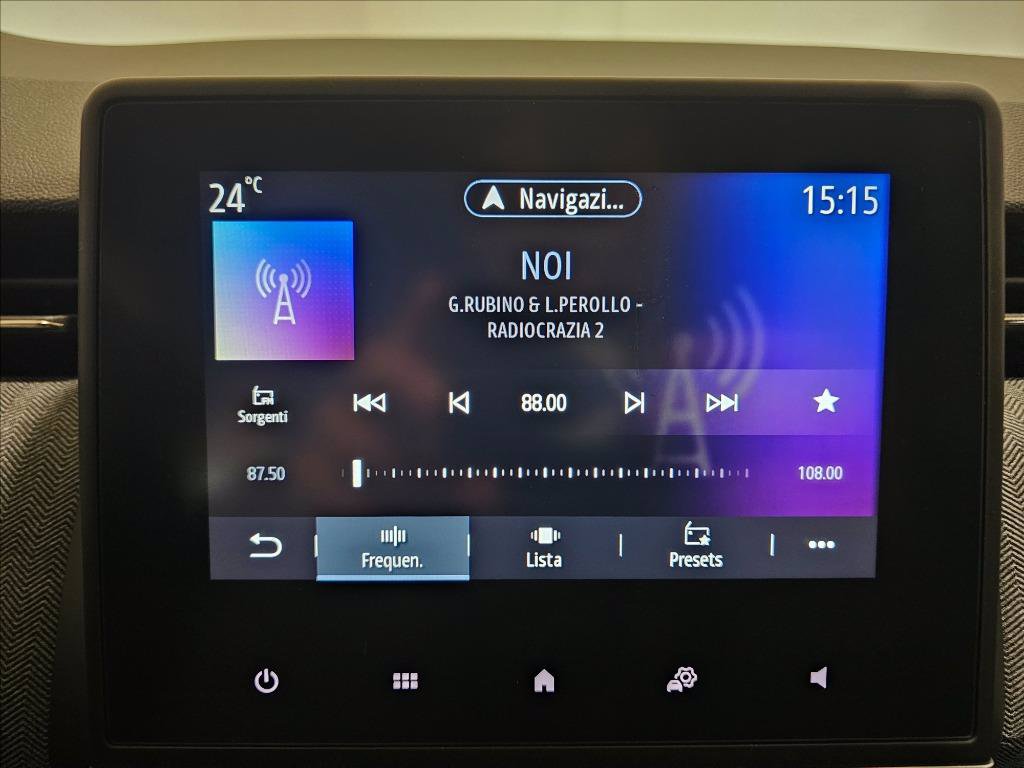 24°C
Navigazi...
15:15
NOI
G.RUBINO & L.PEROLLO -
RADIOCRAZIA 2
Sorgenti
88.00
87.50
108.00
Frequen.
Lista
Presets